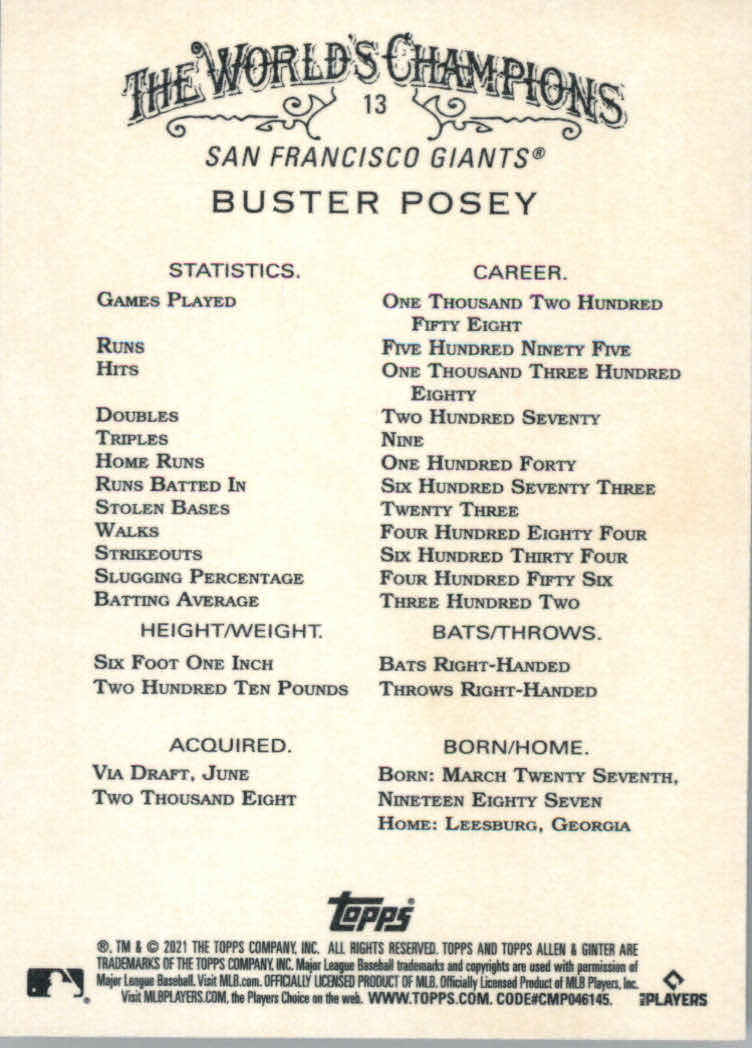 THE WORLD'S CHAMPIONS
13
SAN FRANCISCO GIANTS®
BUSTER POSEY
STATISTICS. CAREER.
GAMES PLAYED ONE THOUSAND TWO HUNDRED
FIFTY EIGHT
RUNS FIVE HUNDRED NINETY FIVE
HITS ONE THOUSAND THREE HUNDRED
EIGHTY
DOUBLES TWO HUNDRED SEVENTY
TRIPLES NINE
HOME RUNS ONE HUNDRED FORTY
RUNS BATTED IN SIX HUNDRED SEVENTY THREE
STOLEN BASES TWENTY THREE
WALKS FOUR HUNDRED EIGHTY FOUR
STRIKEOUTS SIX HUNDRED THIRTY FOUR
SLUGGING PERCENTAGE FOUR HUNDRED FIFTY SIX
BATTING AVERAGE THREE HUNDRED TWO
HEIGHT/WEIGHT. BATS/THROWS.
SIX FOOT ONE INCH BATS RIGHT-HANDED
TWO HUNDRED TEN POUNDS THROWS RIGHT-HANDED
ACQUIRED. BORN/HOME.
VIA DRAFT, JUNE BORN: MARCH TWENTY SEVENTH,
TWO THOUSAND EIGHT NINETEEN EIGHTY SEVEN
HOME: LEESBURG, GEORGIA
Topps®
®, TM & © 2021 THE TOPPS COMPANY, INC. ALL RIGHTS RESERVED. TOPPS AND TOPPS ALLEN & GINTER ARE
TRADEMARKS OF THE TOPPS COMPANY, INC. Major League Baseball trademarks and copyrights are used with permission of
Major League Baseball. Visit MLB.com. OFFICIALLY LICENSED PRODUCT OF MLB. Officially Licensed Product of MLB Players, Inc.
Visit MLBPLAYERS.COM, the Players Choice on the web. WWW.TOPPS.COM. CODE#CMP046145.
MLB PLAYERS